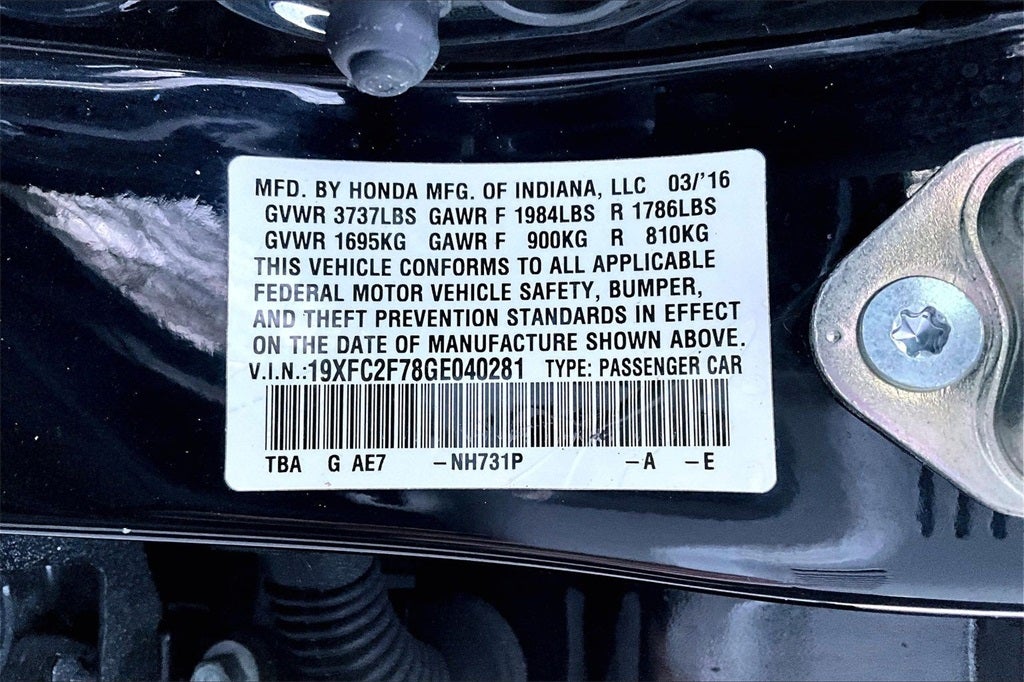 MFD. BY HONDA MFG. OF INDIANA, LLC 03/'16
GVWR 3737LBS GAWR F 1984LBS R 1786LBS
GVWR 1695KG GAWR F 900KG R 810KG
THIS VEHICLE CONFORMS TO ALL APPLICABLE
FEDERAL MOTOR VEHICLE SAFETY, BUMPER,
AND THEFT PREVENTION STANDARDS IN EFFECT
ON THE DATE OF MANUFACTURE SHOWN ABOVE.
V.I.N.:19XFC2F78GE040281 TYPE: PASSENGER CAR
TBA G AE7 –NH731P –A –E